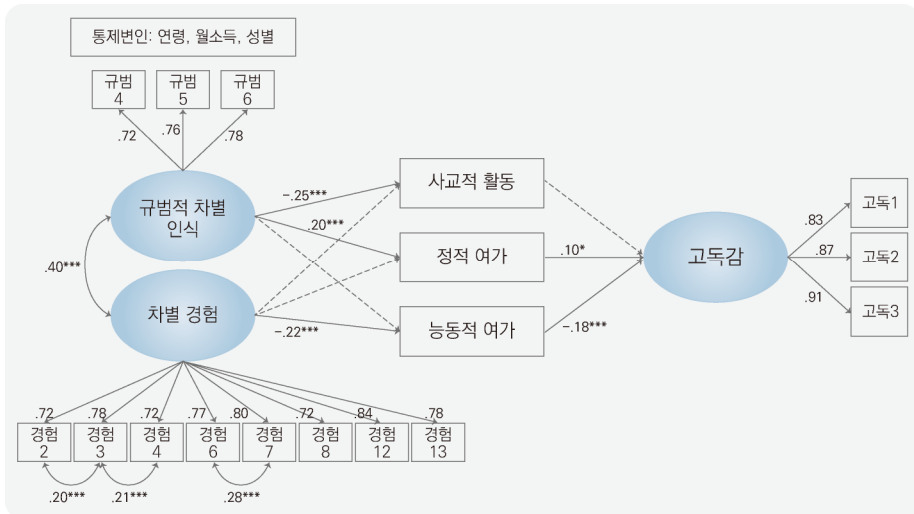 통제변인: 연령, 월소득, 성별
규범
4
규범
5
규범
6
.72
.76
.78
규범적 차별
인식
차별 경험
.40***
-.25***
.20***
-.22***
사교적 활동
정적 여가
능동적 여가
.10*
-.18***
고독감
.83
.87
.91
고독1
고독2
고독3
.72
.78
.72
.77
.80
.72
.84
.78
경험
2
경험
3
경험
4
경험
6
경험
7
경험
8
경험
12
경험
13
.20***
.21***
.28***